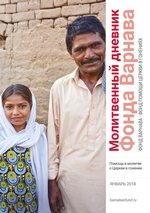 Молитвенный дневник
Фонда Варнава
ФОНД ВАРНАВА - ФОНД ПОМОЩИ ЦЕРКВИ В ГОНЕНИЯХ
Помощь и молитва
о Церкви в гонении
ЯНВАРЬ 2018
barnabasfund.ru